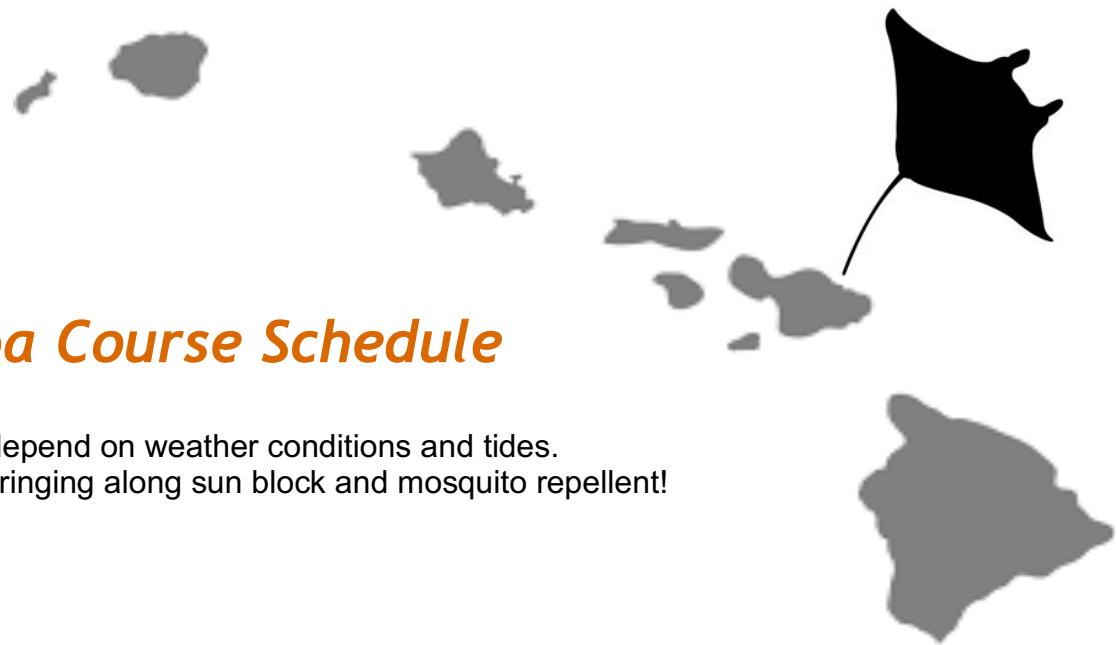 a Course Schedule
depend on weather conditions and tides.
ringing along sun block and mosquito repellent!